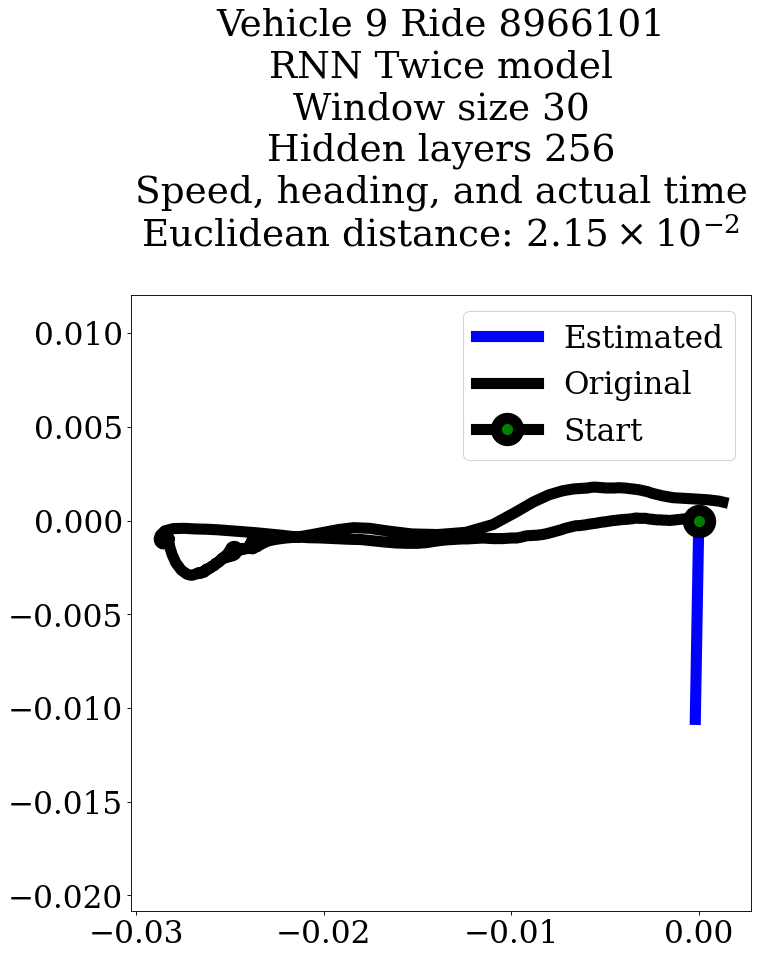 Vehicle 9 Ride 8966101
RNN Twice model
Window size 30
Hidden layers 256
Speed, heading, and actual time
Euclidean distance: 2.15 × 10⁻²
Estimated
Original
Start
0.010
0.005
0.000
−0.005
−0.010
−0.015
−0.020
−0.03
−0.02
−0.01
0.00